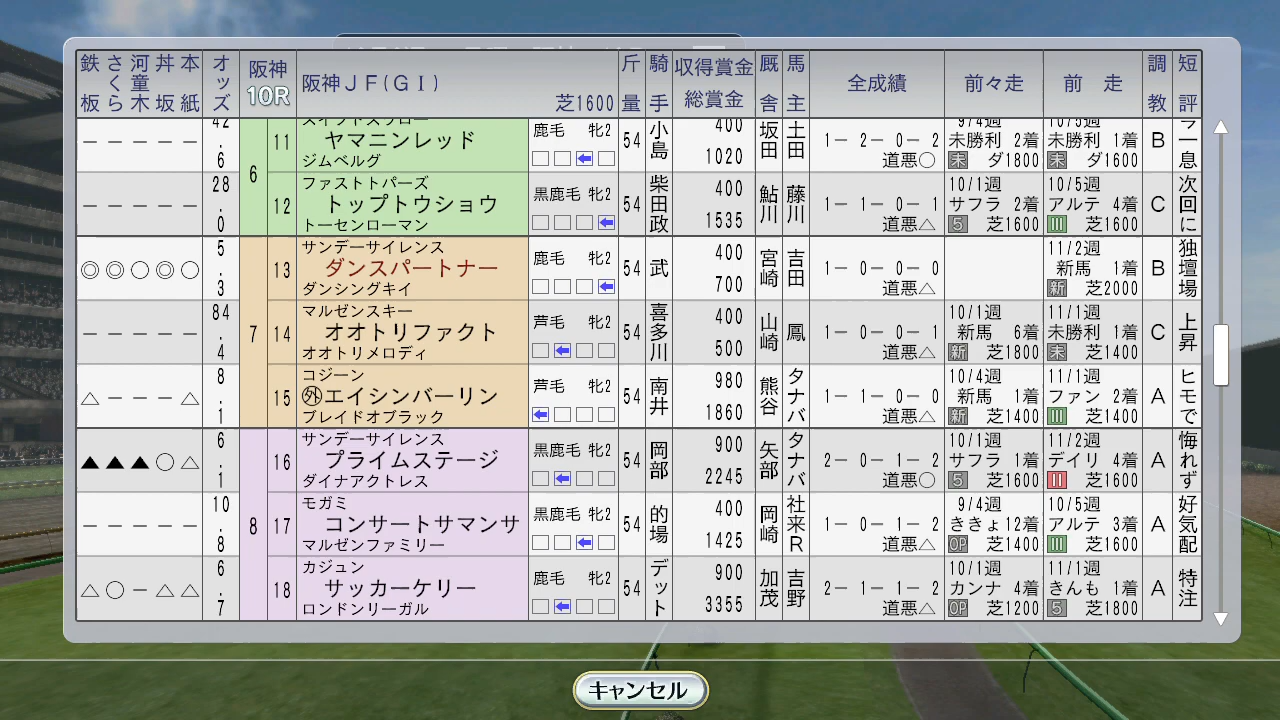 鉄板 さくら 河童木 丼坂 本紙 オッズ 阪神10R 阪神JF(GI) 芝1600 斤量 騎手 収得賞金 総賞金 厩舎 馬主 全成績 前々走 前走 調教 短評
－－－－－ 42.6 6 11
ヤマニンレッド
ジムベルグ
鹿毛 牝2 54 小島 400 1020 坂田 土田 1－2－0－2 道悪○
9/4週 未勝利 2着 未 ダ1800
10/5週 未勝利 1着 未 ダ1600 B
－－－－－ 28.0 12
ファストトパーズ
トップトウショウ
トーセンローマン
黒鹿毛 牝2 54 柴田政 400 1535 鮎川 藤川 1－1－0－1 道悪△
10/1週 サフラ 2着 5 芝1600
10/5週 アルテ 4着 III 芝1600 C 次回に
◎◎○◎○ 5.3 7 13
サンデーサイレンス
ダンスパートナー
ダンシングキイ
鹿毛 牝2 54 武 400 700 宮崎 吉田 1－0－0－0 道悪△
11/2週 新馬 1着 新 芝2000 B 独壇場
－－－－－ 84.4 14
マルゼンスキー
オオトリファクト
オオトリメロディ
芦毛 牝2 54 喜多川 400 500 山崎 鳳 1－0－0－1 道悪△
10/1週 新馬 6着 新 芝1800
11/1週 未勝利 1着 未 芝1400 C 上昇
△－－－△ 8.1 15
コジーン
外エイシンバーリン
ブレイドオブラック
芦毛 牝2 54 南井 980 1860 熊谷 タナバ 1－1－0－0 道悪△
10/4週 新馬 1着 新 芝1400
11/1週 ファン 2着 III 芝1400 A ヒモで
▲▲▲○△ 6.1 8 16
サンデーサイレンス
プライムステージ
ダイナアクトレス
黒鹿毛 牝2 54 岡部 900 2245 矢部 タナバ 2－0－1－2 道悪○
10/1週 サフラ 1着 5 芝1600
11/2週 デイリ 4着 II 芝1600 A 侮れず
－－－－－ 10.8 17
モガミ
コンサートサマンサ
マルゼンファミリー
黒鹿毛 牝2 54 的場 400 1425 岡崎 社来R 1－0－1－2 道悪△
9/4週 ききょ12着 OP 芝1400
10/5週 アルテ 3着 III 芝1600 A 好気配
△○－△△ 6.7 18
カジュン
サッカーケリー
ロンドンリーガル
鹿毛 牝2 54 デット 900 3355 加茂 吉野 2－1－1－2 道悪△
10/1週 カンナ 4着 OP 芝1200
11/1週 きんも 1着 5 芝1800 A 特注
キャンセル